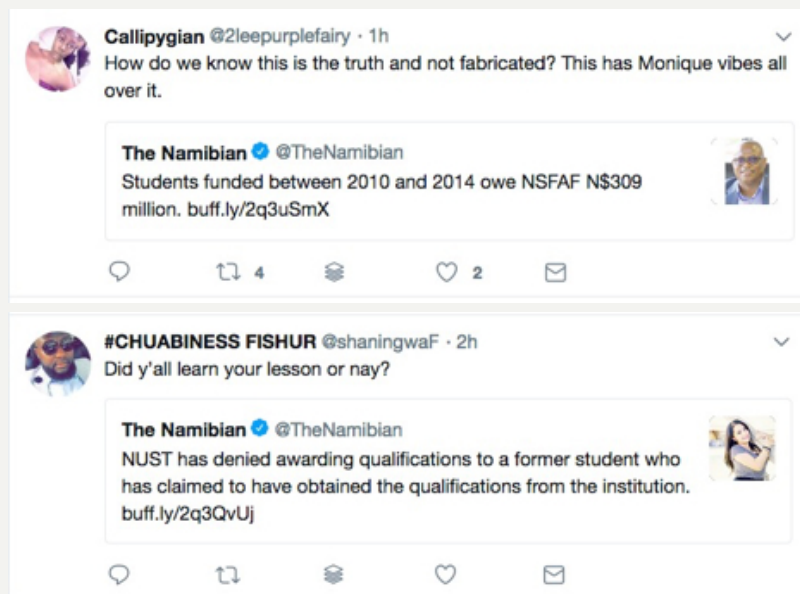 Callipygian @2leepurplefairy · 1h
How do we know this is the truth and not fabricated? This has Monique vibes all
over it.
The Namibian @TheNamibian
Students funded between 2010 and 2014 owe NSFAF N$309
million. buff.ly/2q3uSmX
4 2
#CHUABINESS FISHUR @shaningwaF · 2h
Did y'all learn your lesson or nay?
The Namibian @TheNamibian
NUST has denied awarding qualifications to a former student who
has claimed to have obtained the qualifications from the institution.
buff.ly/2q3QvUj